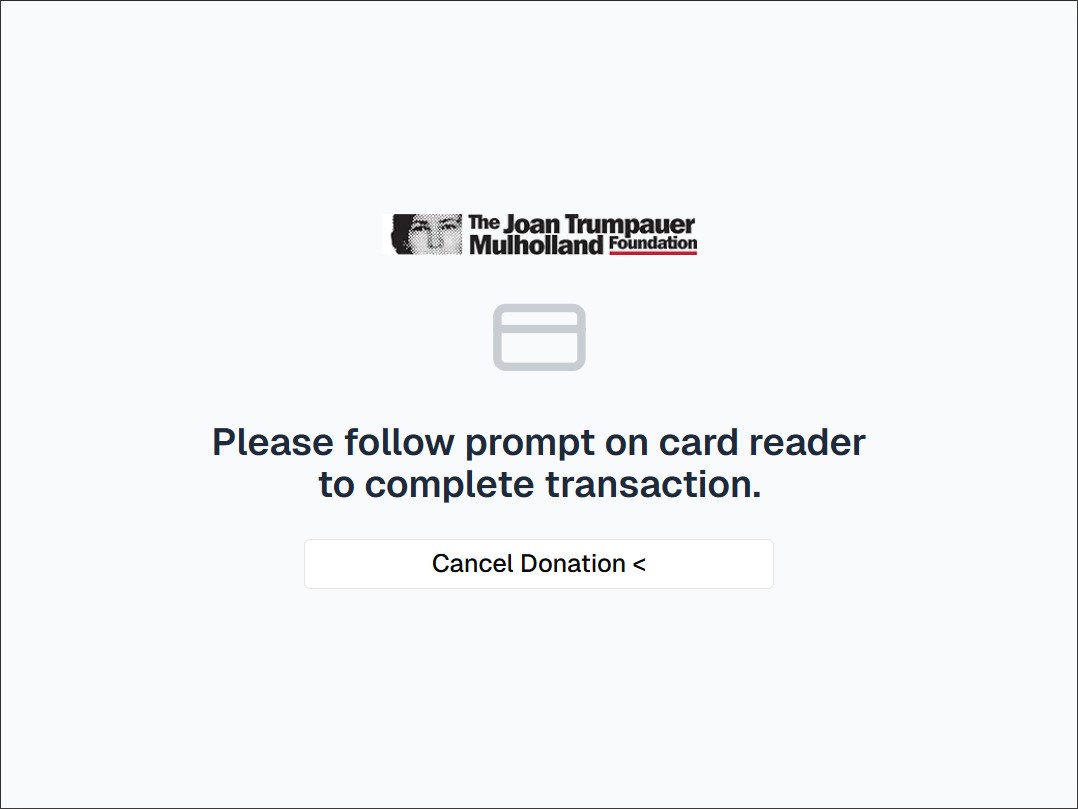 The Joan Trumpauer
Mulholland Foundation
Please follow prompt on card reader
to complete transaction.
Cancel Donation <